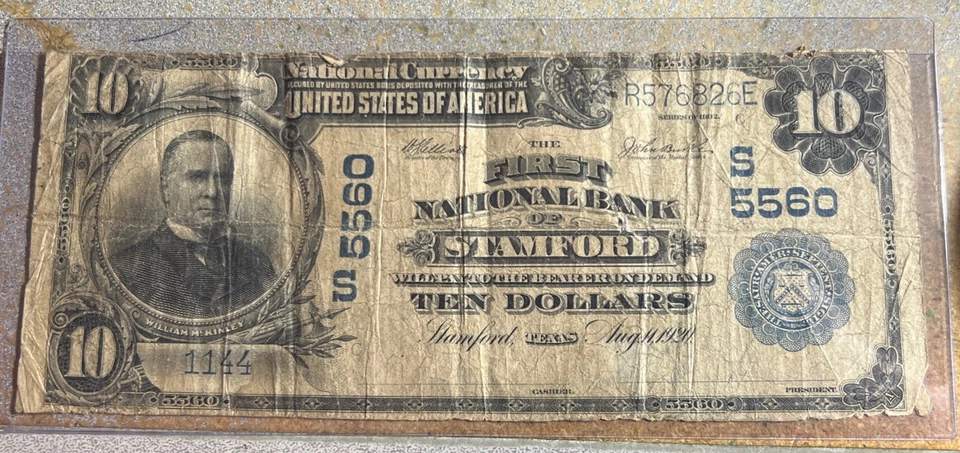 National Currency
SECURED BY UNITED STATES BONDS DEPOSITED WITH THE TREASURER OF THE
UNITED STATES OF AMERICA
10
R576826E
SERIES OF 1902.
10
THE
FIRST
NATIONAL BANK
OF
STAMFORD
WILL PAY TO THE BEARER ON DEMAND
TEN DOLLARS
Stamford, TEXAS Aug. 11, 1920
S 5560
S
5560
WILLIAM McKINLEY
10
1144
CASHIER.
PRESIDENT.
5560
5560
5560
5560